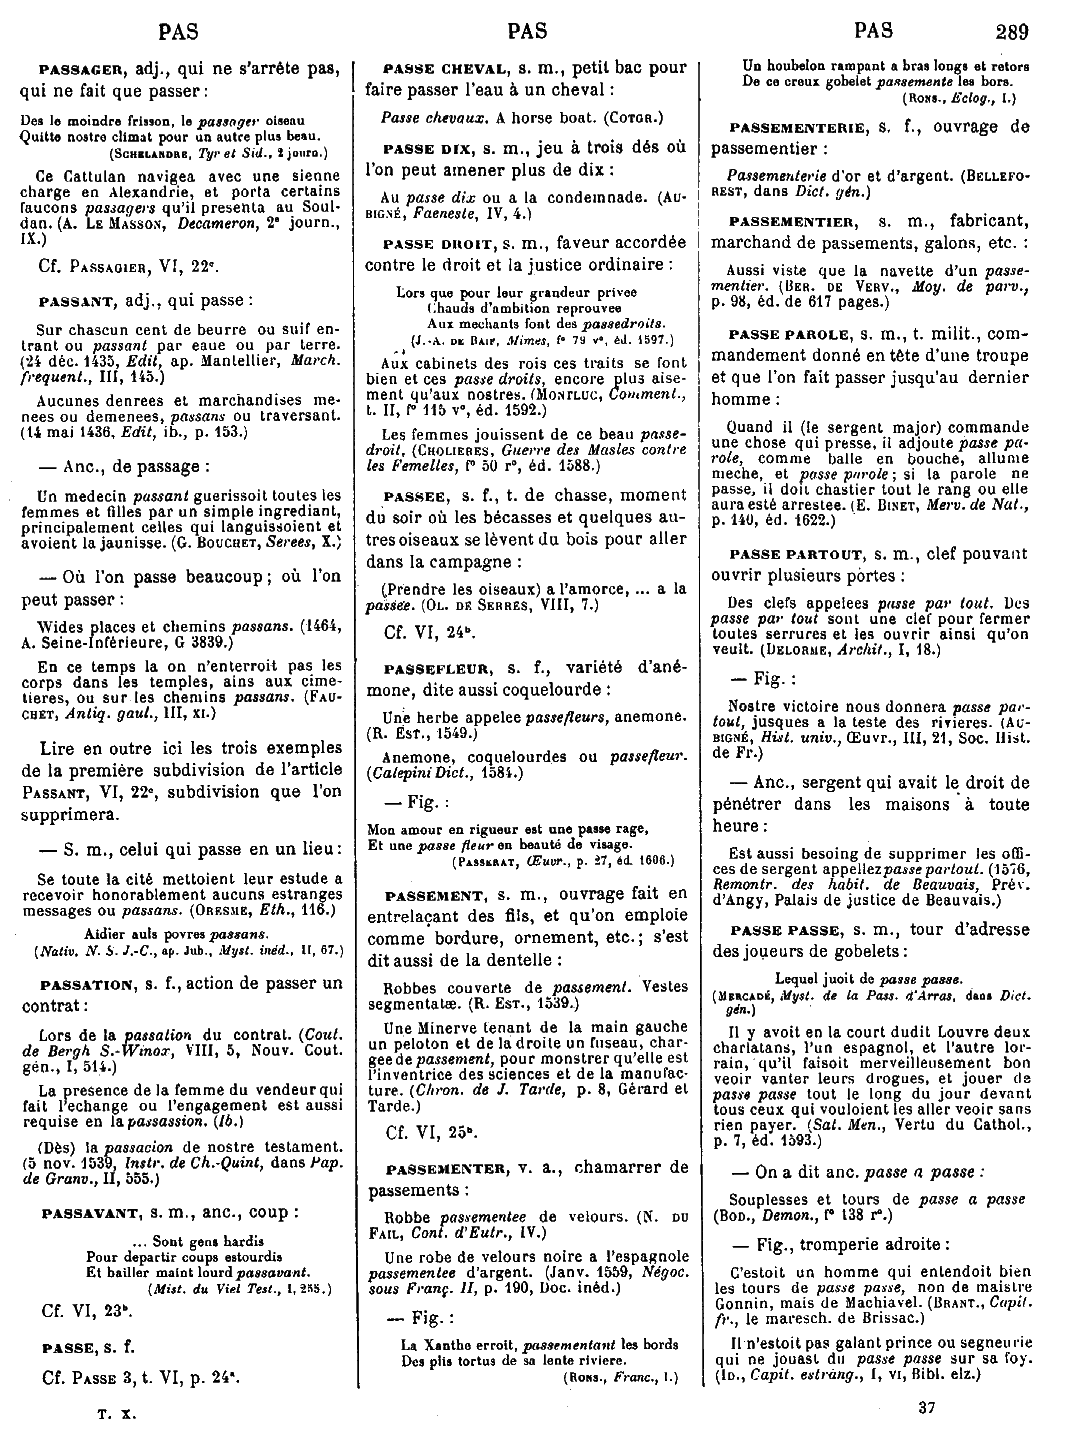 PAS
PAS
PAS
289
PASSAGER, adj., qui ne s'arrête pas,
qui ne fait que passer :
Des le moindre frisson, le passager oiseau
Quitte nostre climat pour un autre plus beau.
(SCHELANDRE, Tyr et Sid., 2 journ.)
Ce Cattulan navigea avec une sienne
charge en Alexandrie, et porta certains
faucons passagers qu'il presenta au Soul-
dan. (A. LE MASSON, Decameron, 2e journ.,
IX.)
Cf. PASSAGIER, VI, 22c.
PASSANT, adj., qui passe :
Sur chascun cent de beurre ou suif en-
trant ou passant par eaue ou par terre.
(24 déc. 1435, Edit, ap. Mantellier, March.
frequent., III, 145.)
Aucunes denrees et marchandises me-
nees ou demenees, passans ou traversant.
(14 mai 1436, Edit, ib., p. 153.)
— Anc., de passage :
Un medecin passant guerissoit toutes les
femmes et filles par un simple ingrediant,
principalement celles qui languissoient et
avoient la jaunisse. (G. BOUCHET, Serees, X.)
— Où l'on passe beaucoup ; où l'on
peut passer :
Wides places et chemins passans. (1464,
A. Seine-Inférieure, G 3839.)
En ce temps la on n'enterroit pas les
corps dans les temples, ains aux cime-
tieres, ou sur les chemins passans. (FAU-
CHET, Antiq. gaul., III, XI.)
Lire en outre ici les trois exemples
de la première subdivision de l'article
PASSANT, VI, 22c, subdivision que l'on
supprimera.
— S. m., celui qui passe en un lieu :
Se toute la cité mettoient leur estude a
recevoir honorablement aucuns estranges
messages ou passans. (ORESME, Eth., 116.)
Aidier auls povres passans.
(Nativ. N. S. J.-C., ap. Jub., Myst. inéd., II, 67.)
PASSATION, s. f., action de passer un
contrat :
Lors de la passation du contrat. (Cout.
de Bergh S.-Winox, VIII, 5, Nouv. Cout.
gén., I, 514.)
La presence de la femme du vendeur qui
fait l'echange ou l'engagement est aussi
requise en la passassion. (Ib.)
(Dès) la passacion de nostre testament.
(5 nov. 1539, Instr. de Ch.-Quint, dans Pap.
de Granv., II, 555.)
PASSAVANT, s. m., anc., coup :
... Sont gens hardis
Pour departir coups estourdis
Et bailler maint lourd passavant.
(Mist. du Viel Test., I, 255.)
Cf. VI, 23b.
PASSE, s. f.
Cf. PASSE 3, t. VI, p. 24a.
T. X.
PASSE CHEVAL, s. m., petit bac pour
faire passer l'eau à un cheval :
Passe chevaux. A horse boat. (COTGR.)
PASSE DIX, s. m., jeu à trois dés où
l'on peut amener plus de dix :
Au passe dix ou a la condemnade. (AU-
BIGNÉ, Faeneste, IV, 4.)
PASSE DROIT, s. m., faveur accordée
contre le droit et la justice ordinaire :
Lors que pour leur grandeur privee
Chauds d'ambition reprouvee
Aux mechants font des passedroits.
(J.-A. DE BAIF, Mimes, f° 79 v°, éd. 1597.)
Aux cabinets des rois ces traits se font
bien et ces passe droits, encore plus aise-
ment qu'aux nostres. (MONTLUC, Comment.,
t. II, f° 115 v°, éd. 1592.)
Les femmes jouissent de ce beau passe-
droit. (CHOLIERES, Guerre des Masles contre
les Femelles, f° 50 r°, éd. 1588.)
PASSEE, s. f., t. de chasse, moment
du soir où les bécasses et quelques au-
tres oiseaux se lèvent du bois pour aller
dans la campagne :
(Prendre les oiseaux) a l'amorce, ... a la
passée. (OL. DE SERRES, VIII, 7.)
Cf. VI, 24b.
PASSEFLEUR, s. f., variété d'ané-
mone, dite aussi coquelourde :
Une herbe appelee passefleurs, anemone.
(R. EST., 1549.)
Anemone, coquelourdes ou passefleur.
(Calepini Dict., 1584.)
— Fig. :
Mon amour en rigueur est une passe rage,
Et une passe fleur en beauté de visage.
(PASSERAT, Œuvr., p. 27, éd. 1606.)
PASSEMENT, s. m., ouvrage fait en
entrelaçant des fils, et qu'on emploie
comme bordure, ornement, etc. ; s'est
dit aussi de la dentelle :
Robbes couverte de passement. Vestes
segmentatæ. (R. EST., 1539.)
Une Minerve tenant de la main gauche
un peloton et de la droite un fuseau, char-
gee de passement, pour monstrer qu'elle est
l'inventrice des sciences et de la manufac-
ture. (Chron. de J. Tarde, p. 8, Gérard et
Tarde.)
Cf. VI, 25b.
PASSEMENTER, v. a., chamarrer de
passements :
Robbe passementee de velours. (N. DU
FAIL, Cont. d'Eutr., IV.)
Une robe de velours noire a l'espagnole
passementee d'argent. (Janv. 1559, Négoc.
sous Franç. II, p. 190, Doc. inéd.)
— Fig. :
La Xanthe erroit, passementant les bords
Des plis tortus de sa lente riviere.
(RONS., Franc., I.)
Un houbelon rampant a bras longs et retors
De ce creux gobelet passemente les bors.
(RONS., Eclog., I.)
PASSEMENTERIE, s. f., ouvrage de
passementier :
Passementerie d'or et d'argent. (BELLEFO-
REST, dans Dict. gén.)
PASSEMENTIER, s. m., fabricant,
marchand de passements, galons, etc. :
Aussi viste que la navette d'un passe-
mentier. (BER. DE VERV., Moy. de parv.,
p. 98, éd. de 617 pages.)
PASSE PAROLE, s. m., t. milit., com-
mandement donné en tête d'une troupe
et que l'on fait passer jusqu'au dernier
homme :
Quand il (le sergent major) commande
une chose qui presse, il adjoute passe pa-
role, comme balle en bouche, allume
meche, et passe parole ; si la parole ne
passe, il doit chastier tout le rang ou elle
aura esté arrestee. (E. BINET, Merv. de Nat.,
p. 140, éd. 1622.)
PASSE PARTOUT, s. m., clef pouvant
ouvrir plusieurs portes :
Des clefs appelees passe par tout. Des
passe par tout sont une clef pour fermer
toutes serrures et les ouvrir ainsi qu'on
veult. (DELORME, Archit., I, 18.)
— Fig. :
Nostre victoire nous donnera passe par-
tout, jusques a la teste des rivieres. (AU-
BIGNÉ, Hist. univ., Œuvr., III, 21, Soc. Hist.
de Fr.)
— Anc., sergent qui avait le droit de
pénétrer dans les maisons à toute
heure :
Est aussi besoing de supprimer les offi-
ces de sergent appellez passe partout. (1576,
Remontr. des habit. de Beauvais, Prév.
d'Angy, Palais de justice de Beauvais.)
PASSE PASSE, s. m., tour d'adresse
des joueurs de gobelets :
Lequel juoit de passe passe.
(MERCADÉ, Myst. de la Pass. d'Arras, dans Dict.
gén.)
Il y avoit en la court dudit Louvre deux
charlatans, l'un espagnol, et l'autre lor-
rain, qu'il faisoit merveilleusement bon
veoir vanter leurs drogues, et jouer de
passe passe tout le long du jour devant
tous ceux qui vouloient les aller veoir sans
rien payer. (Sat. Men., Vertu du Cathol.,
p. 7, éd. 1593.)
— On a dit anc. passe a passe :
Souplesses et tours de passe a passe
(BOD., Demon., f° 138 r°.)
— Fig., tromperie adroite :
C'estoit un homme qui entendoit bien
les tours de passe passe, non de maistre
Gonnin, mais de Machiavel. (BRANT., Capit.
fr., le maresch. de Brissac.)
Il n'estoit pas galant prince ou segneurie
qui ne jouast du passe passe sur sa foy.
(ID., Capit. estrang., I, VI, Bibl. elz.)
37